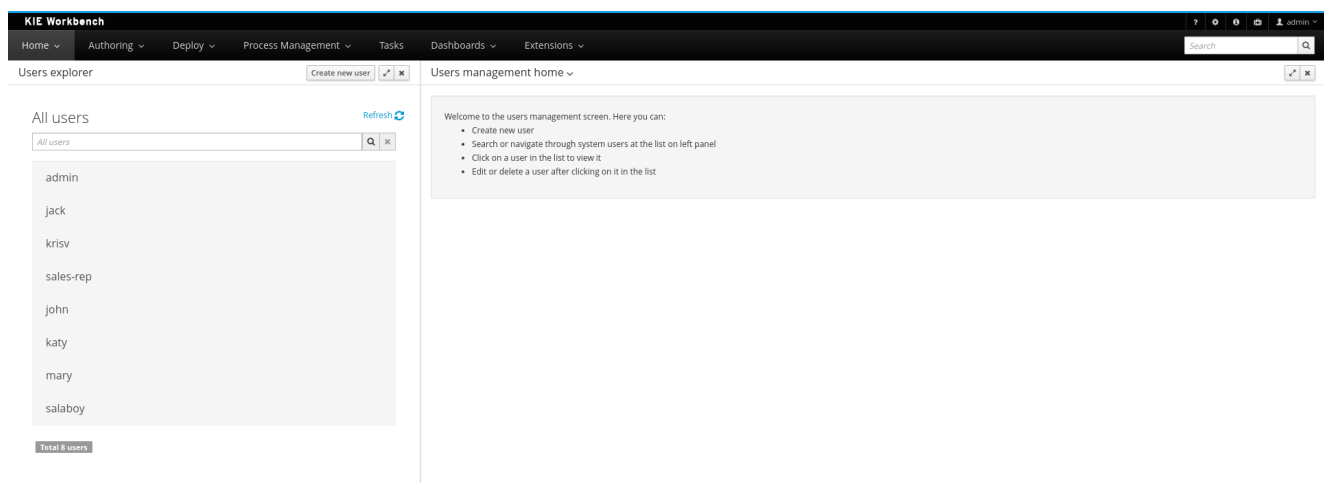 KIE Workbench
? admin
Home Authoring Deploy Process Management Tasks Dashboards Extensions Search
Users explorer Create new user
Users management home
All users Refresh
All users
admin
jack
krisv
sales-rep
john
katy
mary
salaboy
Total 8 users
Welcome to the users management screen. Here you can:
Create new user
Search or navigate through system users at the list on left panel
Click on a user in the list to view it
Edit or delete a user after clicking on it in the list